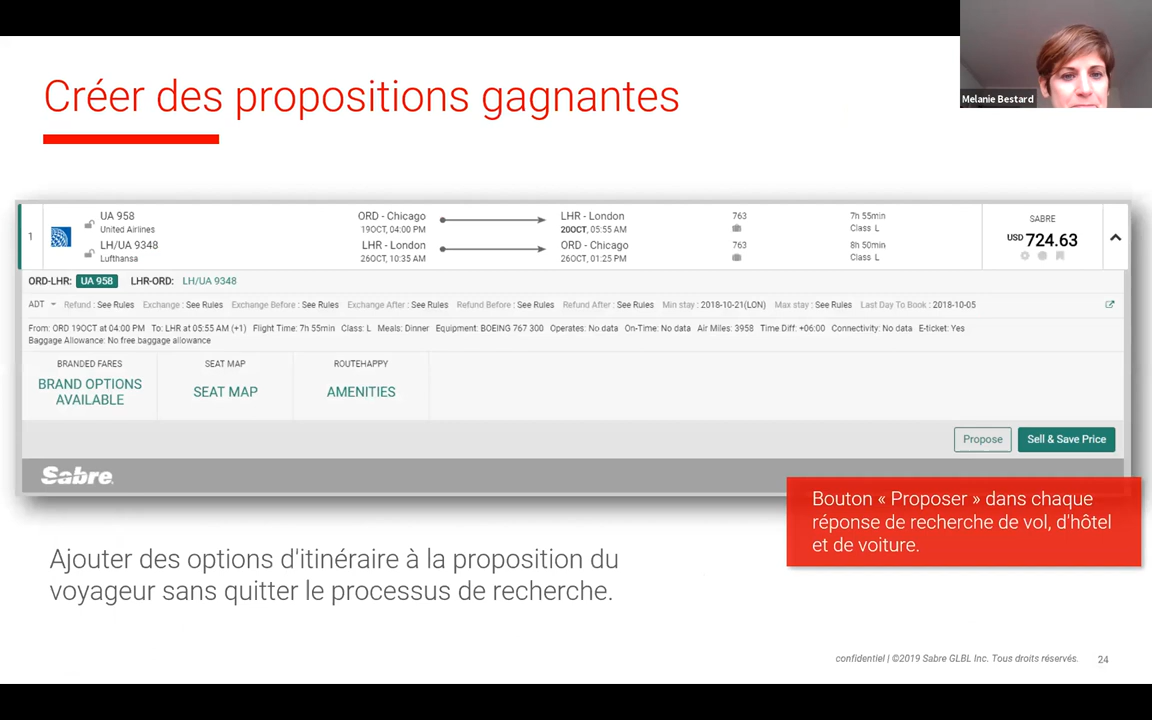 Créer des propositions gagnantes
Melanie Bestard
1
UA 958
United Airlines
ORD - Chicago
19OCT, 04:00 PM
LHR - London
20OCT, 05:55 AM
763
7h 55min
Class L
LH/UA 9348
Lufthansa
LHR - London
26OCT, 10:35 AM
ORD - Chicago
26OCT, 01:25 PM
763
8h 50min
Class L
SABRE
USD 724.63
ORD-LHR: UA 958 LHR-ORD: LH/UA 9348
ADT Refund : See Rules Exchange : See Rules Exchange Before : See Rules Exchange After : See Rules Refund Before : See Rules Refund After : See Rules Min stay : 2018-10-21(LON) Max stay : See Rules Last Day To Book : 2018-10-05
From: ORD 19OCT at 04:00 PM To: LHR at 05:55 AM (+1) Flight Time: 7h 55min Class: L Meals: Dinner Equipment: BOEING 767 300 Operates: No data On-Time: No data Air Miles: 3958 Time Diff: +06:00 Connectivity: No data E-ticket: Yes
Baggage Allowance: No free baggage allowance
BRANDED FARES
BRAND OPTIONS
AVAILABLE
SEAT MAP
SEAT MAP
ROUTEHAPPY
AMENITIES
Propose
Sell & Save Price
Sabre
Bouton « Proposer » dans chaque
réponse de recherche de vol, d'hôtel
et de voiture.
Ajouter des options d'itinéraire à la proposition du
voyageur sans quitter le processus de recherche.
confidentiel | ©2019 Sabre GLBL Inc. Tous droits réservés.
24